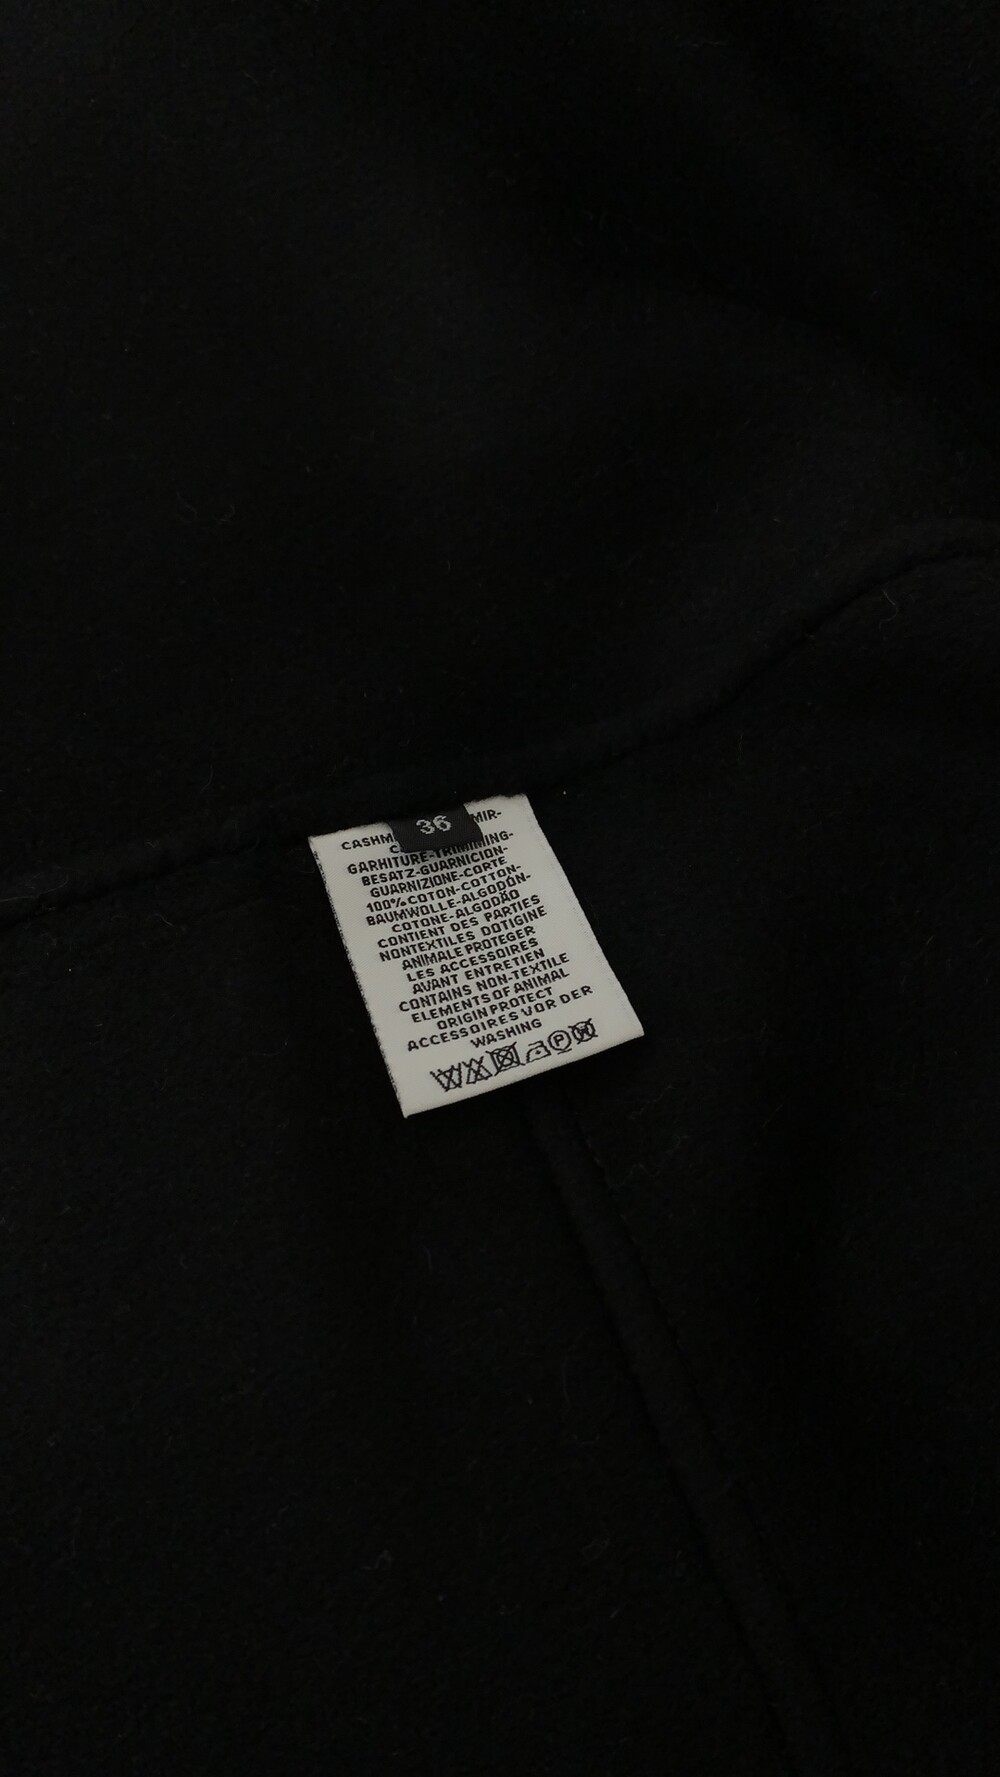 36
CASHM MIR-
C
GARHITURE-TRIMMING-
BESATZ-GUARNICION-
GUARNIZIONE-CORTE
100% COTON-COTTON-
BAUMWOLLE-ALGODÓN-
COTONE-ALGODÃO
CONTIENT DES PARTIES
NONTEXTILES DOTIGINE
ANIMALE PROTEGER
LES ACCESSOIRES
AVANT ENTRETIEN
CONTAINS NON-TEXTILE
ELEMENTS OF ANIMAL
ORIGIN PROTECT
ACCESSOIRES VOR DER
WASHING